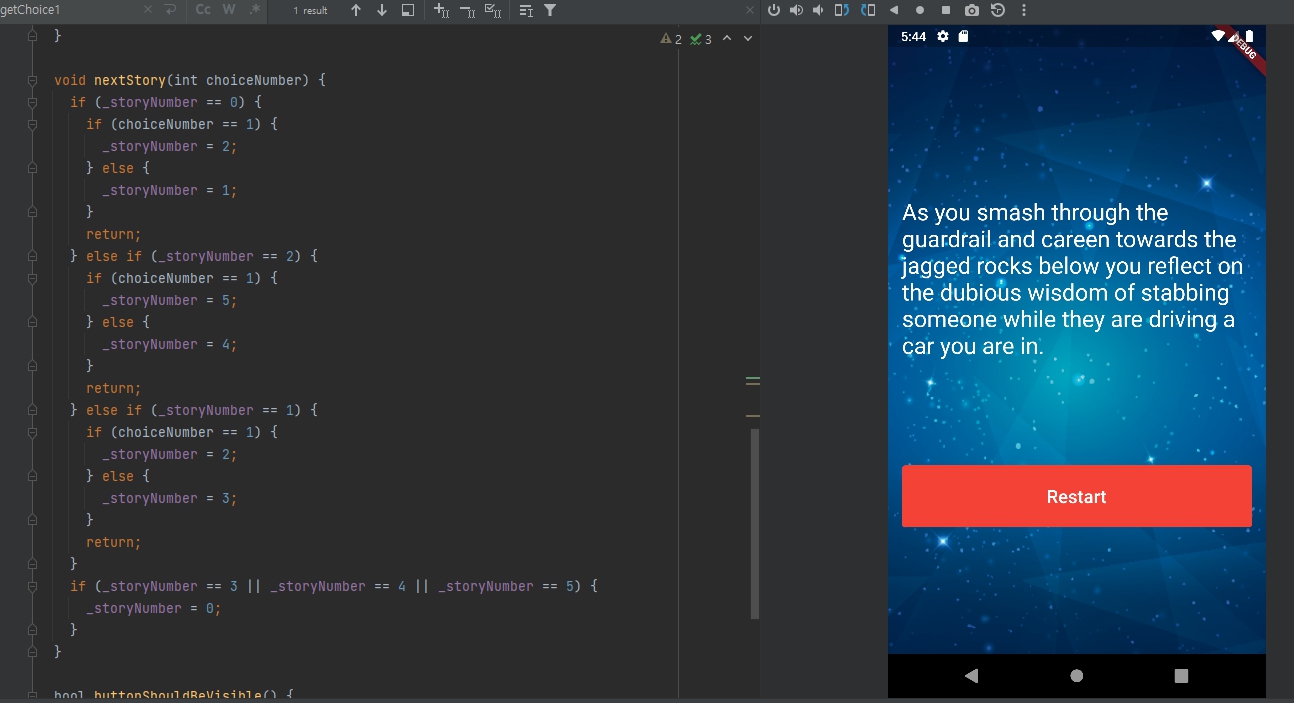 getChoice1
Cc W .* 1 result
}
2 3
void nextStory(int choiceNumber) {
if (_storyNumber == 0) {
if (choiceNumber == 1) {
_storyNumber = 2;
} else {
_storyNumber = 1;
}
return;
} else if (_storyNumber == 2) {
if (choiceNumber == 1) {
_storyNumber = 5;
} else {
_storyNumber = 4;
}
return;
} else if (_storyNumber == 1) {
if (choiceNumber == 1) {
_storyNumber = 2;
} else {
_storyNumber = 3;
}
return;
}
if (_storyNumber == 3 || _storyNumber == 4 || _storyNumber == 5) {
_storyNumber = 0;
}
}
bool buttonShouldBeVisible() {
5:44
DEBUG
As you smash through the
guardrail and careen towards the
jagged rocks below you reflect on
the dubious wisdom of stabbing
someone while they are driving a
car you are in.
Restart